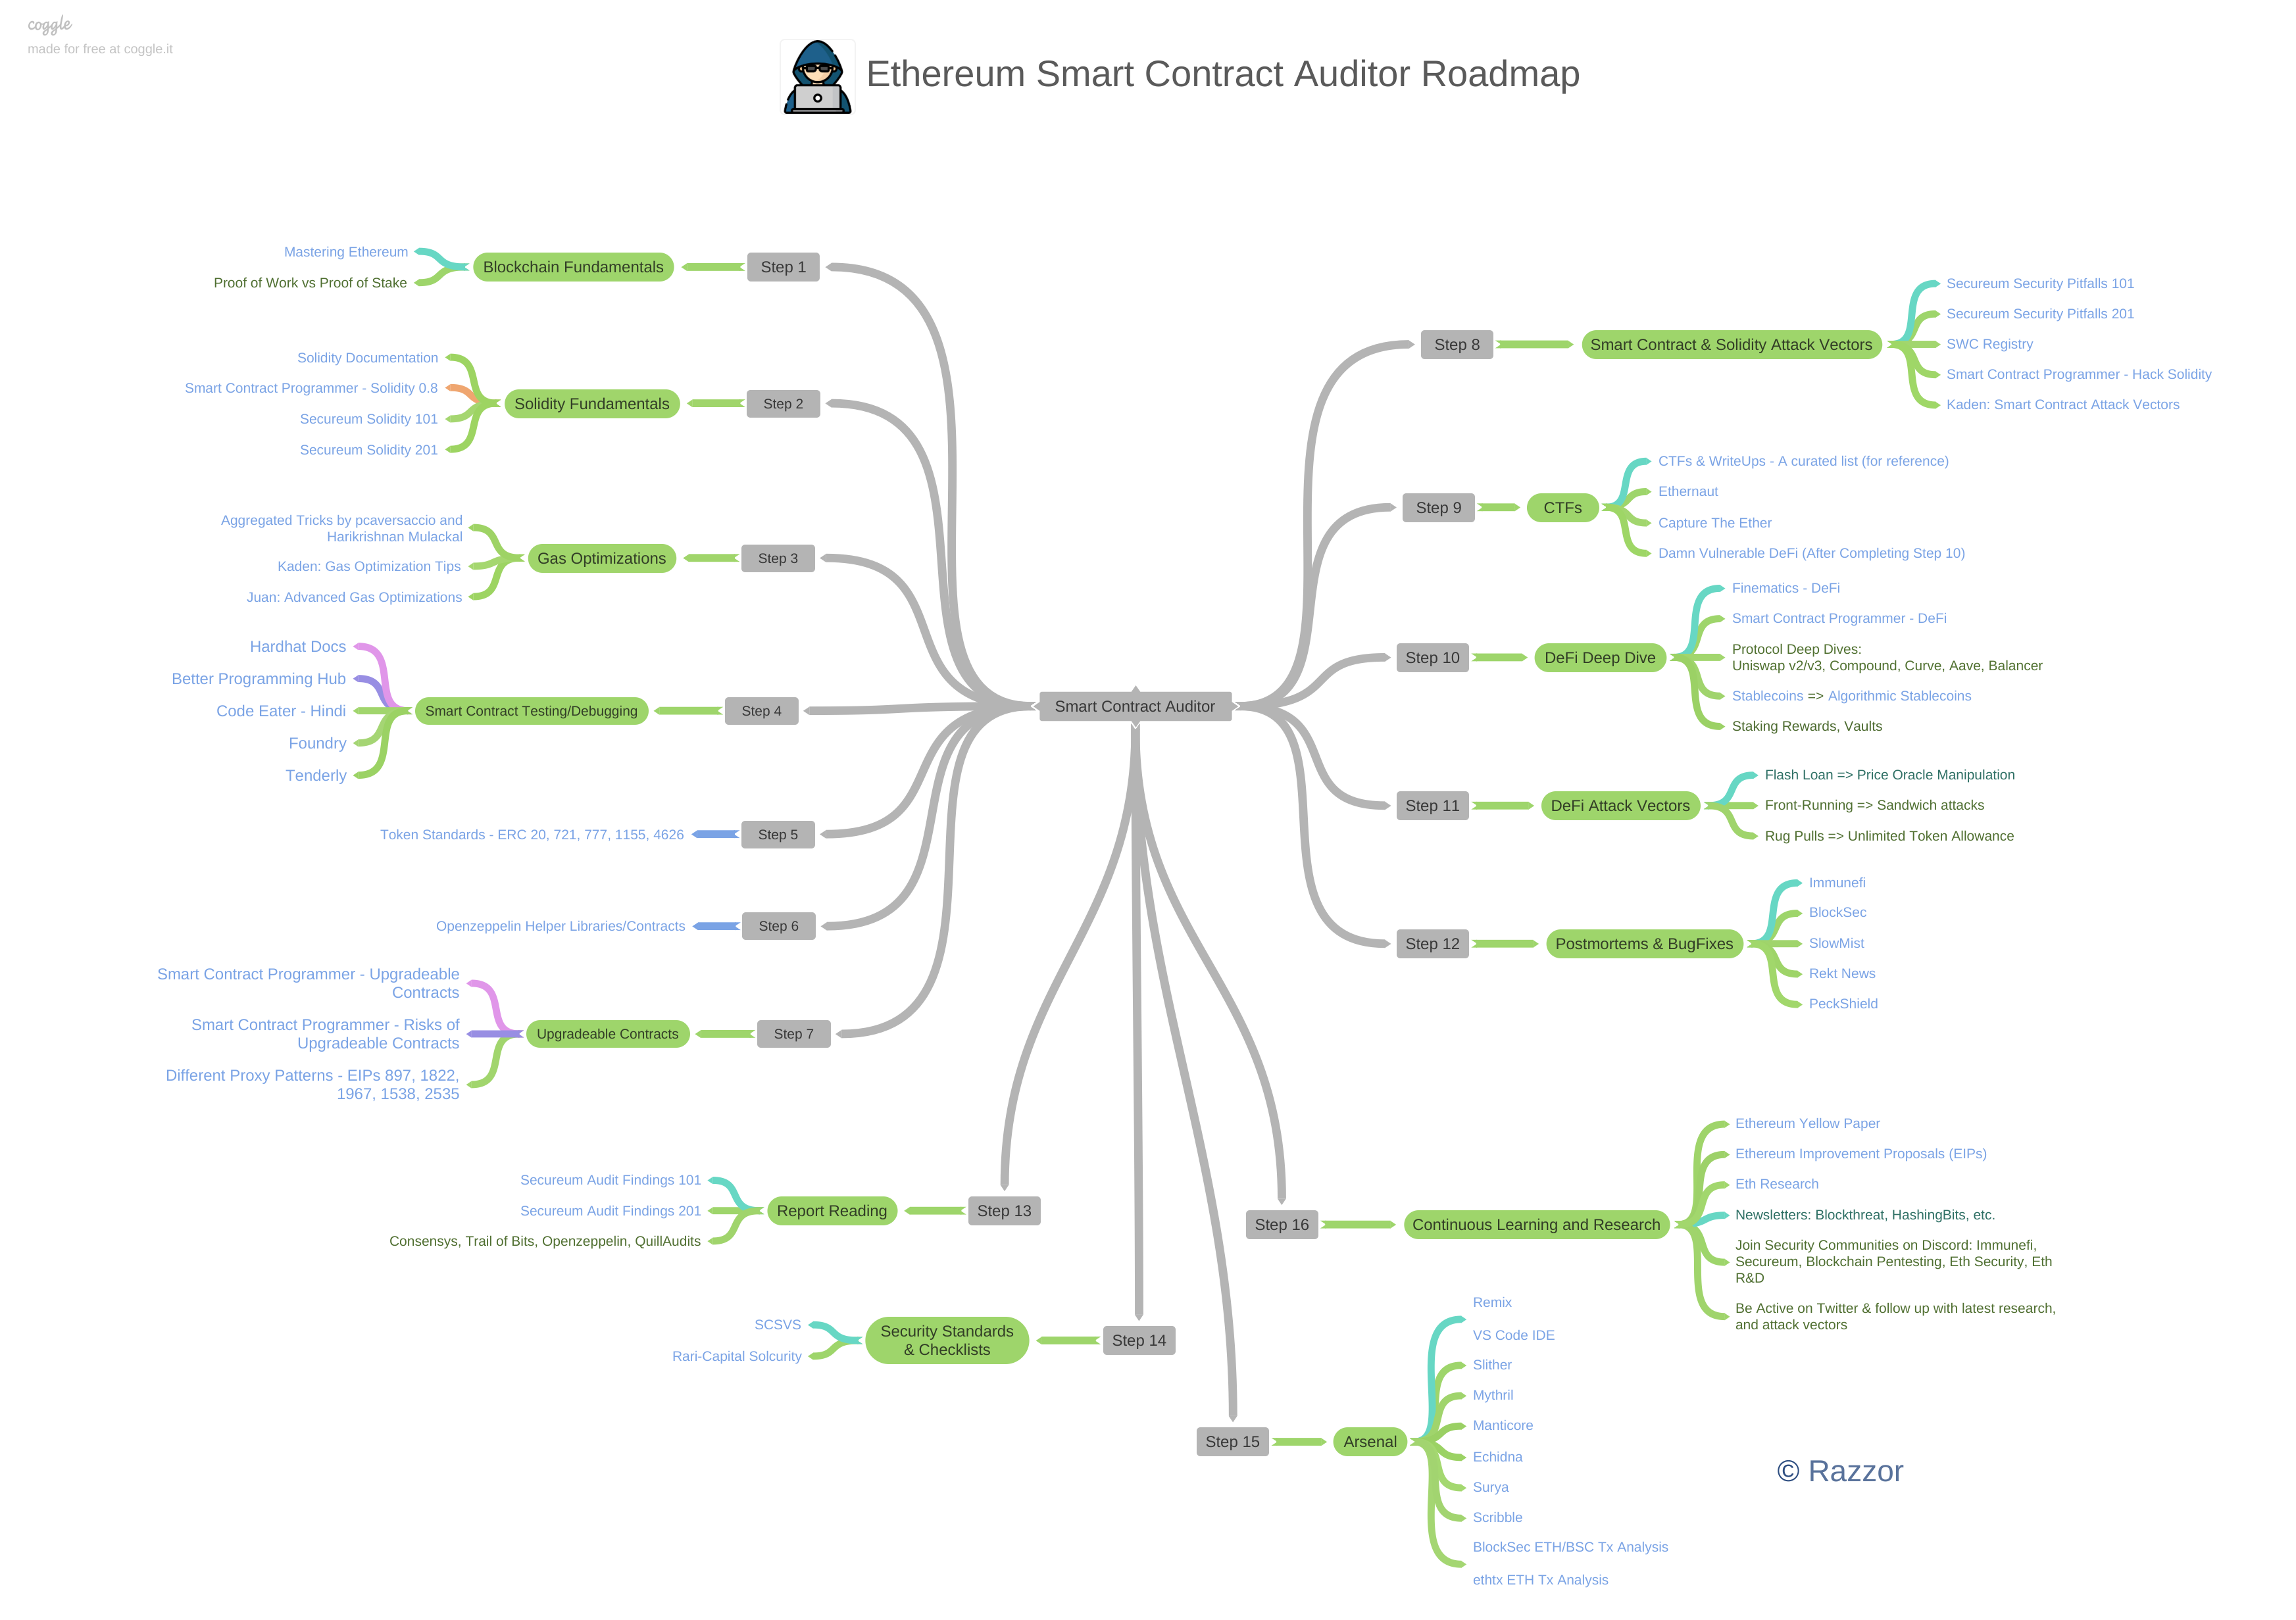 coggle
made for free at coggle.it
Ethereum Smart Contract Auditor Roadmap
Smart Contract Auditor
Step 1
Blockchain Fundamentals
Mastering Ethereum
Proof of Work vs Proof of Stake
Step 2
Solidity Fundamentals
Solidity Documentation
Smart Contract Programmer - Solidity 0.8
Secureum Solidity 101
Secureum Solidity 201
Step 3
Gas Optimizations
Aggregated Tricks by pcaversaccio and
Harikrishnan Mulackal
Kaden: Gas Optimization Tips
Juan: Advanced Gas Optimizations
Step 4
Smart Contract Testing/Debugging
Hardhat Docs
Better Programming Hub
Code Eater - Hindi
Foundry
Tenderly
Step 5
Token Standards - ERC 20, 721, 777, 1155, 4626
Step 6
Openzeppelin Helper Libraries/Contracts
Step 7
Upgradeable Contracts
Smart Contract Programmer - Upgradeable
Contracts
Smart Contract Programmer - Risks of
Upgradeable Contracts
Different Proxy Patterns - EIPs 897, 1822,
1967, 1538, 2535
Step 8
Smart Contract & Solidity Attack Vectors
Secureum Security Pitfalls 101
Secureum Security Pitfalls 201
SWC Registry
Smart Contract Programmer - Hack Solidity
Kaden: Smart Contract Attack Vectors
Step 9
CTFs
CTFs & WriteUps - A curated list (for reference)
Ethernaut
Capture The Ether
Damn Vulnerable DeFi (After Completing Step 10)
Step 10
DeFi Deep Dive
Finematics - DeFi
Smart Contract Programmer - DeFi
Protocol Deep Dives:
Uniswap v2/v3, Compound, Curve, Aave, Balancer
Stablecoins => Algorithmic Stablecoins
Staking Rewards, Vaults
Step 11
DeFi Attack Vectors
Flash Loan => Price Oracle Manipulation
Front-Running => Sandwich attacks
Rug Pulls => Unlimited Token Allowance
Step 12
Postmortems & BugFixes
Immunefi
BlockSec
SlowMist
Rekt News
PeckShield
Step 13
Report Reading
Secureum Audit Findings 101
Secureum Audit Findings 201
Consensys, Trail of Bits, Openzeppelin, QuillAudits
Step 14
Security Standards
& Checklists
SCSVS
Rari-Capital Solcurity
Step 15
Arsenal
Remix
VS Code IDE
Slither
Mythril
Manticore
Echidna
Surya
Scribble
BlockSec ETH/BSC Tx Analysis
ethtx ETH Tx Analysis
Step 16
Continuous Learning and Research
Ethereum Yellow Paper
Ethereum Improvement Proposals (EIPs)
Eth Research
Newsletters: Blockthreat, HashingBits, etc.
Join Security Communities on Discord: Immunefi,
Secureum, Blockchain Pentesting, Eth Security, Eth
R&D
Be Active on Twitter & follow up with latest research,
and attack vectors
© Razzor